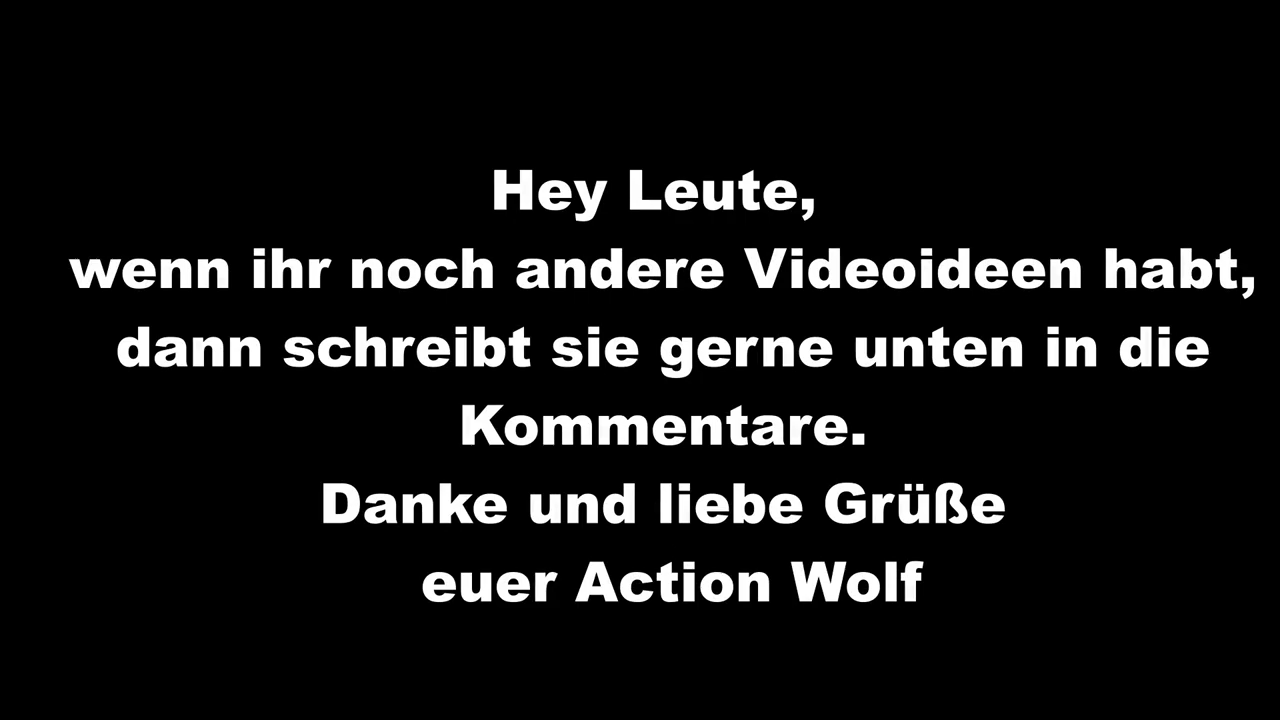 Hey Leute,
wenn ihr noch andere Videoideen habt,
dann schreibt sie gerne unten in die
Kommentare.
Danke und liebe Grüße
euer Action Wolf